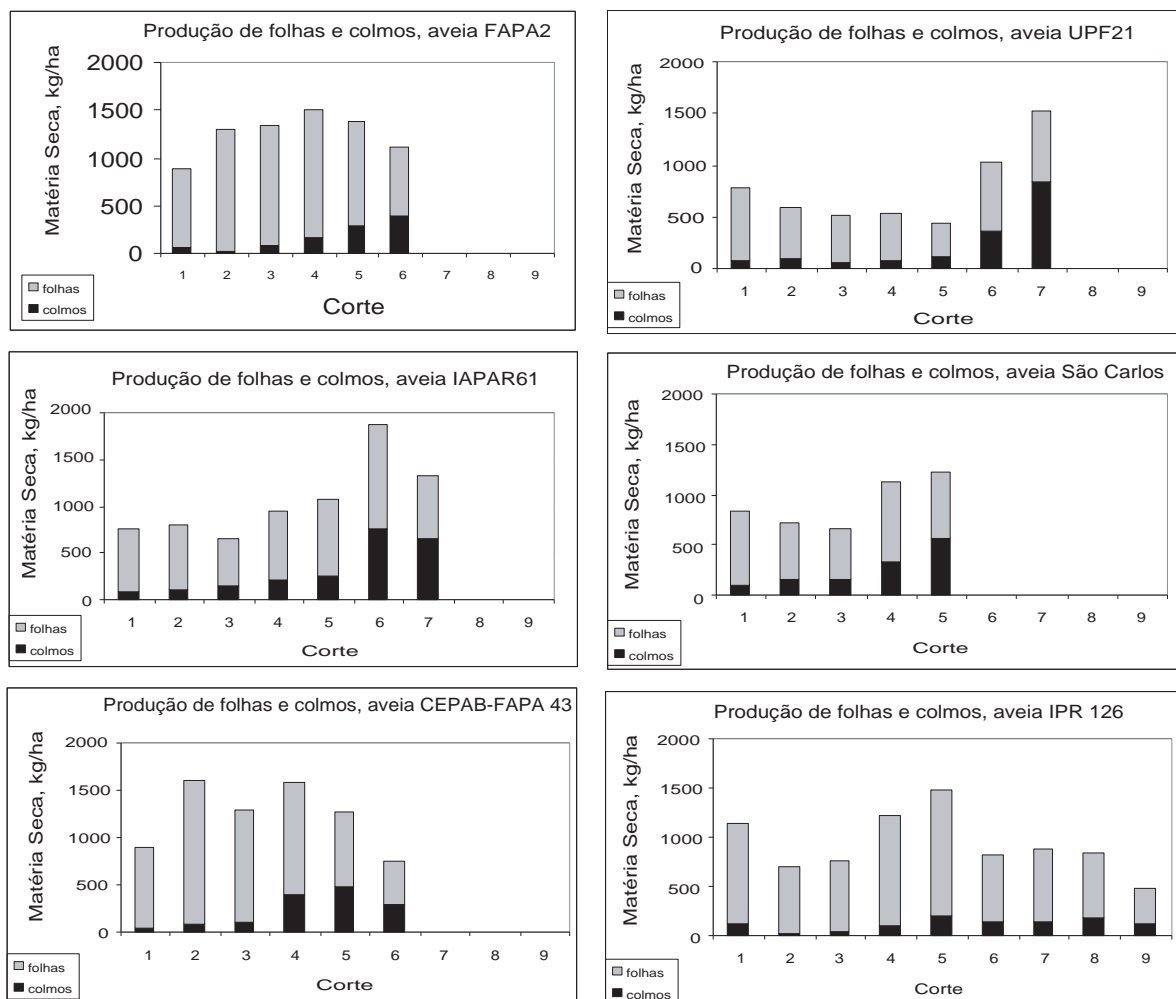 Produção de folhas e colmos, aveia FAPA2
Matéria Seca, kg/ha
2000
1500
1000
500
0
1 2 3 4 5 6 7 8 9
Corte
folhas
colmos
Produção de folhas e colmos, aveia UPF21
Matéria Seca, kg/ha
2000
1500
1000
500
0
1 2 3 4 5 6 7 8 9
Corte
folhas
colmos
Produção de folhas e colmos, aveia IAPAR61
Matéria Seca, kg/ha
2000
1500
1000
500
0
1 2 3 4 5 6 7 8 9
Corte
folhas
colmos
Produção de folhas e colmos, aveia São Carlos
Matéria Seca, kg/ha
2000
1500
1000
500
0
1 2 3 4 5 6 7 8 9
Corte
folhas
colmos
Produção de folhas e colmos, aveia CEPAB-FAPA 43
Matéria Seca, kg/ha
2000
1500
1000
500
0
1 2 3 4 5 6 7 8 9
Corte
folhas
colmos
Produção de folhas e colmos, aveia IPR 126
Matéria Seca, kg/ha
2000
1500
1000
500
0
1 2 3 4 5 6 7 8 9
Corte
folhas
colmos